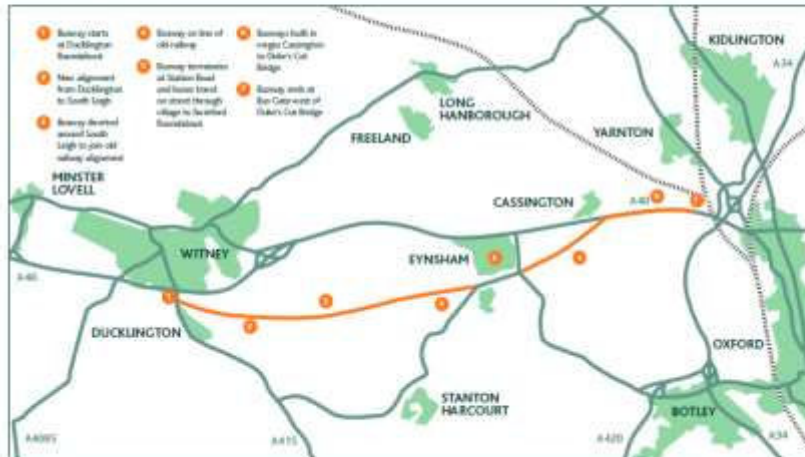 Busway starts
at Ducklington
Roundabout
New alignment
from Ducklington
to South Leigh
Busway diverted
around South
Leigh to join old
railway alignment
Busway on line of
old railway
Busway terminates
at Station Road
and buses travel
on street through
village to
Roundabout
Busways built in
Cassington
to Duke's Cut
Bridge
Busway ends at
Bus Gate west of
Duke's Cut Bridge
KIDLINGTON
A34
LONG
HANBOROUGH
FREELAND
YARNTON
MINSTER
LOVELL
CASSINGTON
A40
WITNEY
EYNSHAM
A40
DUCKLINGTON
OXFORD
STANTON
HARCOURT
BOTLEY
A4095
A415
A420
A34